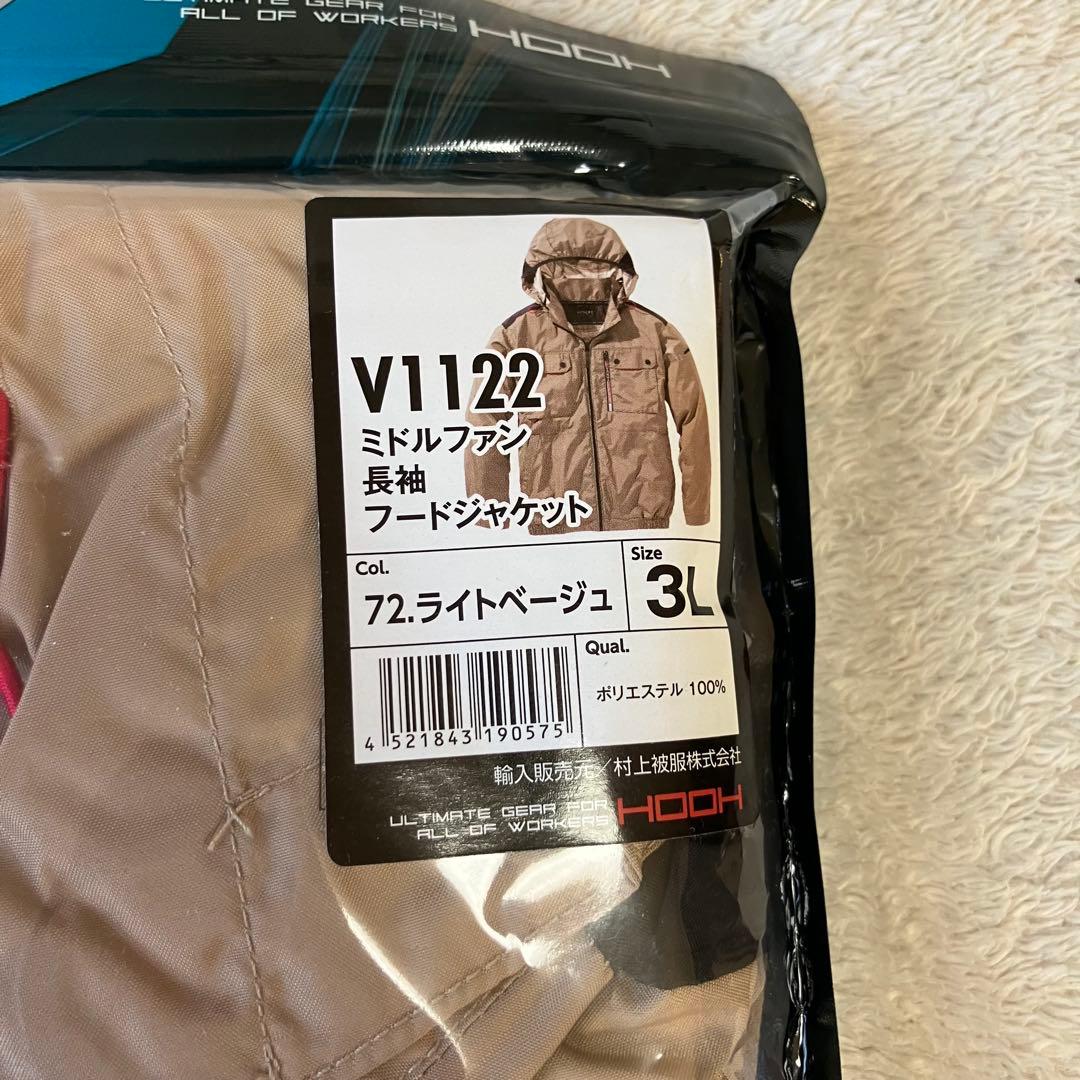 ULTIMATE GEAR FOR
ALL OF WORKERS HOOH
V1122
ミドルファン
長袖
フードジャケット
Col.
72.ライトベージュ
Size
3L
Qual.
ポリエステル 100%
4 521843 190575
輸入販売元／村上被服株式会社
ULTIMATE GEAR FOR
ALL OF WORKERS HOOH